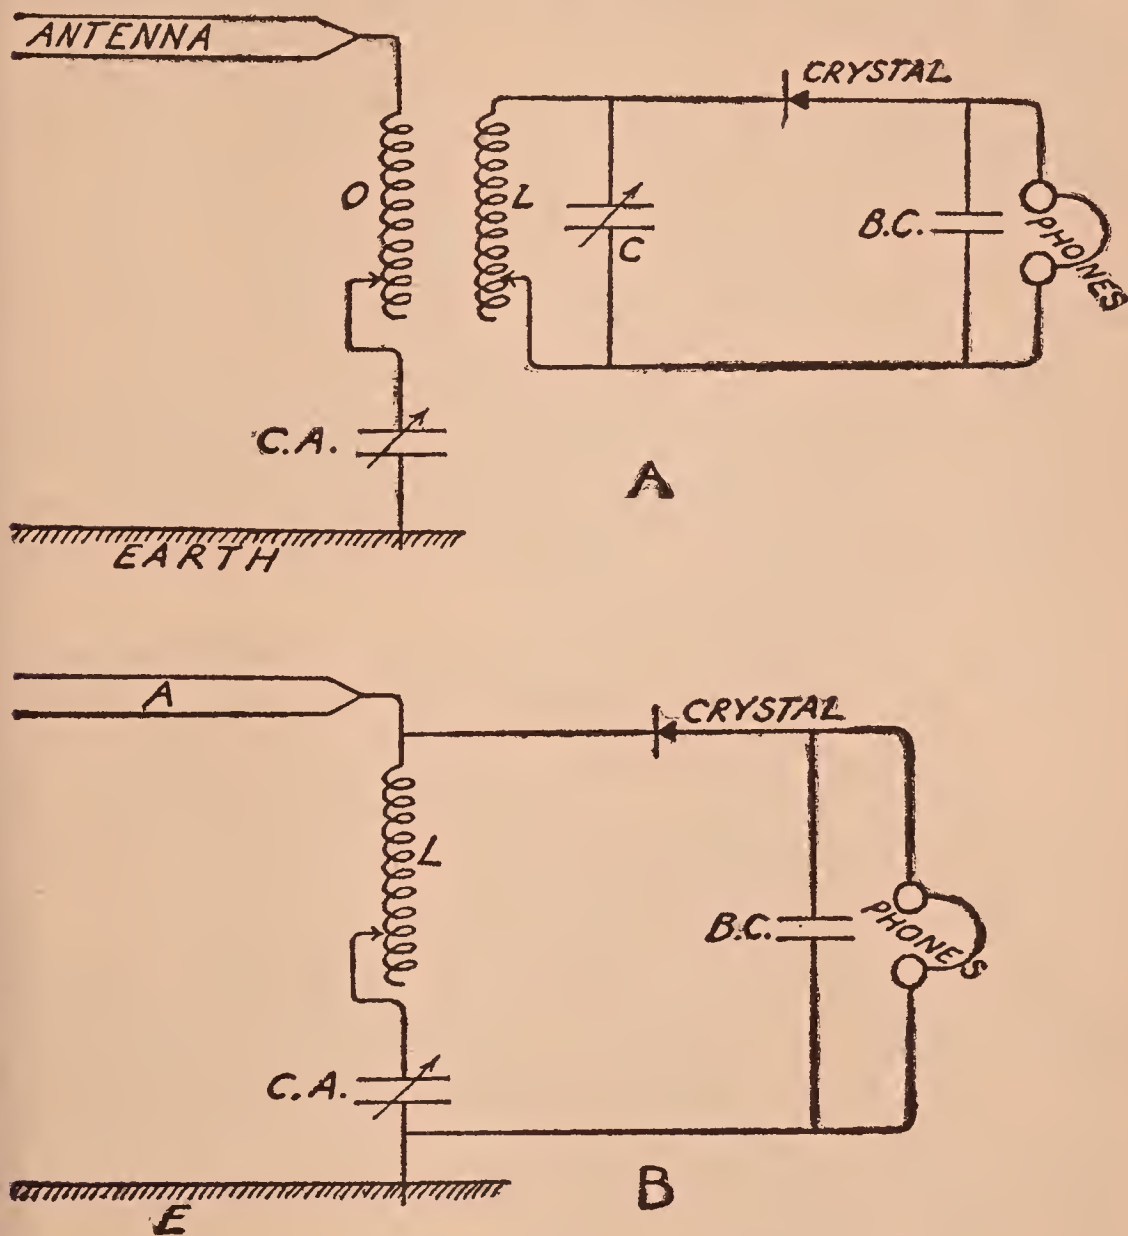 ANTENNA
CRYSTAL
O
L
C
B.C.
PHONES
C.A.
A
EARTH
A
CRYSTAL
L
B.C.
PHONES
C.A.
B
E